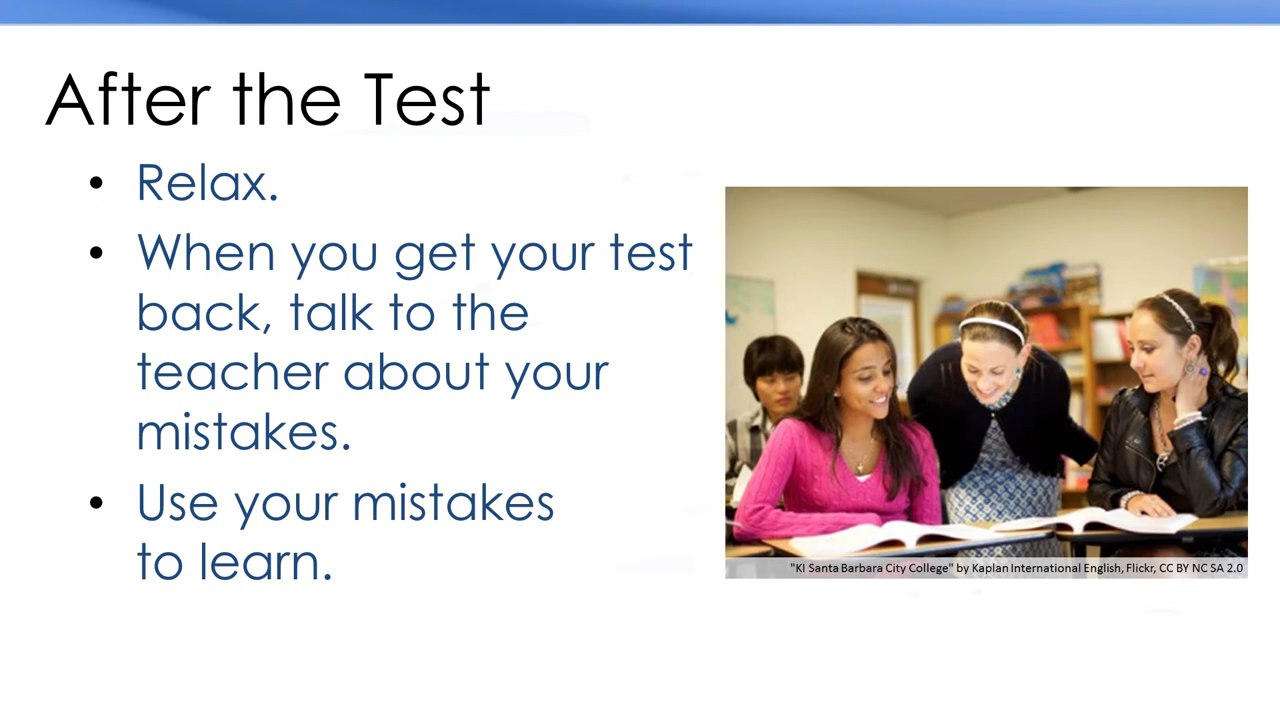 After the Test
• Relax.
• When you get your test
back, talk to the
teacher about your
mistakes.
• Use your mistakes
to learn.
"KI Santa Barbara City College" by Kaplan International English, Flickr, CC BY NC SA 2.0